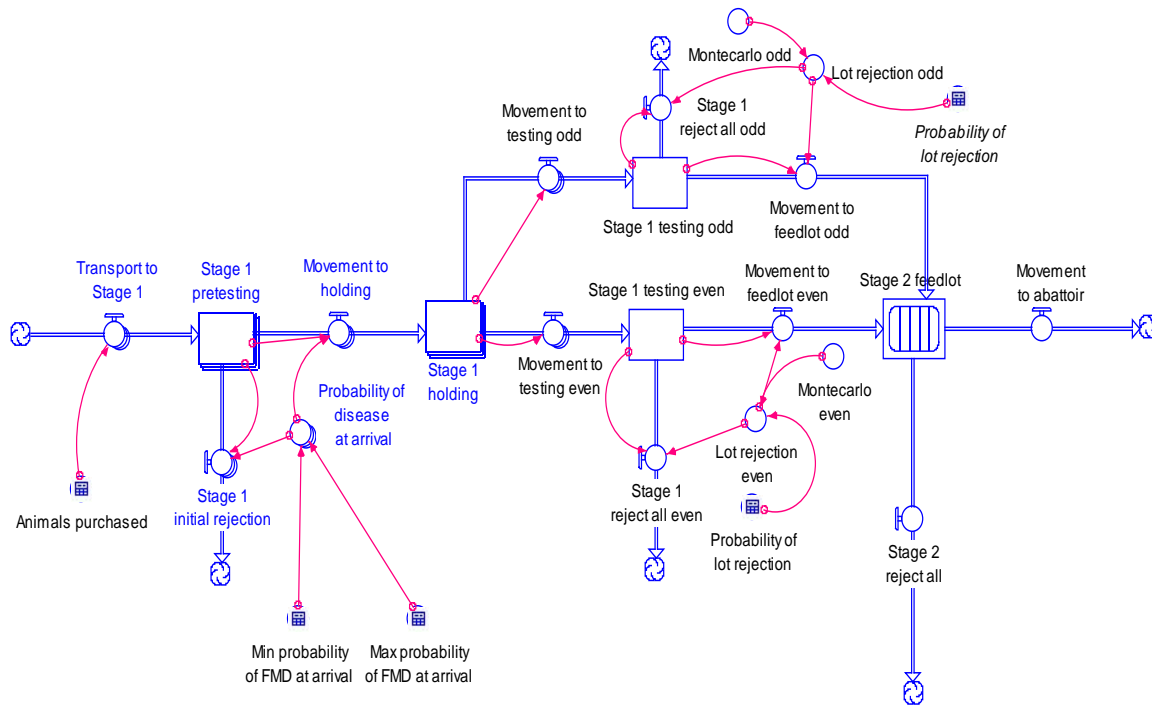 Montecarlo odd
Lot rejection odd
Movement to
testing odd
Stage 1
reject all odd
Probability of
lot rejection
Stage 1 testing odd
Movement to
feedlot odd
Transport to
Stage 1
Stage 1
pretesting
Movement to
holding
Stage 1 testing even
Movement to
feedlot even
Stage 2 feedlot
Movement
to abattoir
Stage 1
holding
Movement to
testing even
Montecarlo
even
Probability of
disease
at arrival
Lot rejection
even
Animals purchased
Stage 1
initial rejection
Stage 1
reject all even
Probability of
lot rejection
Stage 2
reject all
Min probability
of FMD at arrival
Max probability
of FMD at arrival